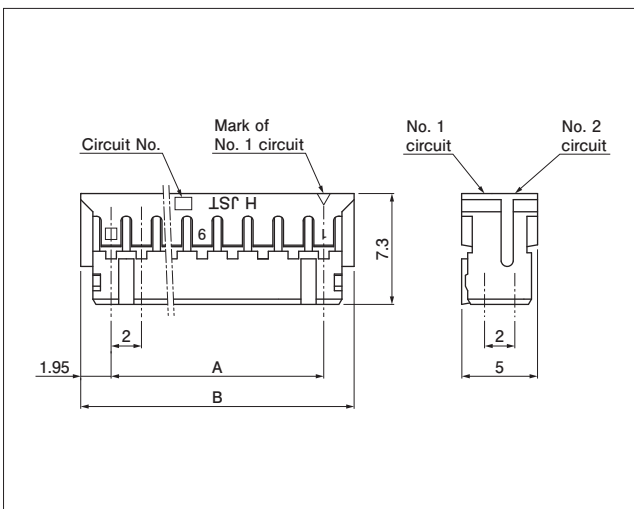 Circuit No.
Mark of
No. 1 circuit
No. 1
circuit
No. 2
circuit
H JST
9
1
7.3
2
2
1.95
A
5
B